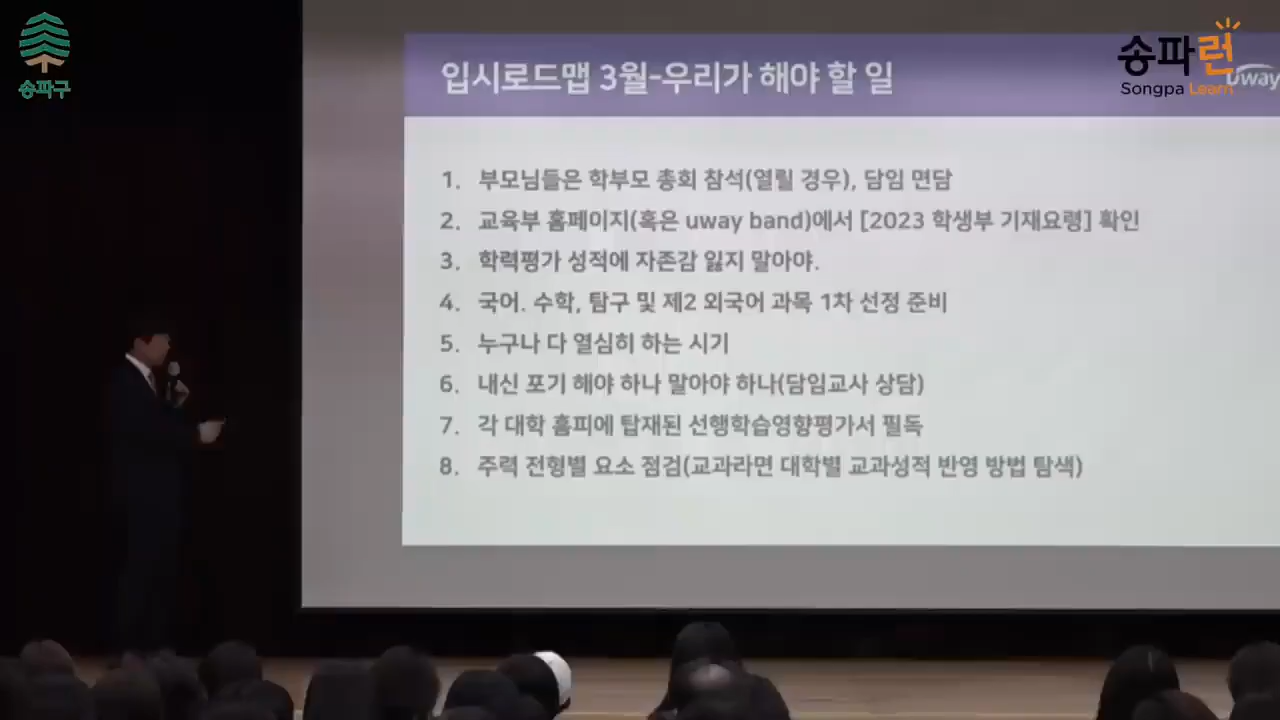 송파구
송파런
Songpa Learn
uway
입시로드맵 3월-우리가 해야 할 일
1. 부모님들은 학부모 총회 참석(열릴 경우), 담임 면담
2. 교육부 홈페이지(혹은 uway band)에서 [2023 학생부 기재요령] 확인
3. 학력평가 성적에 자존감 잃지 말아야.
4. 국어. 수학, 탐구 및 제2 외국어 과목 1차 선정 준비
5. 누구나 다 열심히 하는 시기
6. 내신 포기 해야 하나 말아야 하나(담임교사 상담)
7. 각 대학 홈피에 탑재된 선행학습영향평가서 필독
8. 주력 전형별 요소 점검(교과라면 대학별 교과성적 반영 방법 탐색)